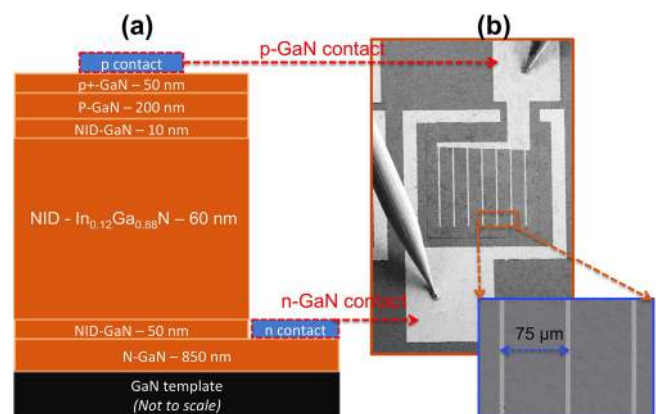 (a)
(b)
p-GaN contact
p contact
p+-GaN – 50 nm
P-GaN – 200 nm
NID-GaN – 10 nm
NID - In0.12Ga0.88N – 60 nm
n-GaN contact
NID-GaN – 50 nm
n contact
75 µm
N-GaN – 850 nm
GaN template
(Not to scale)